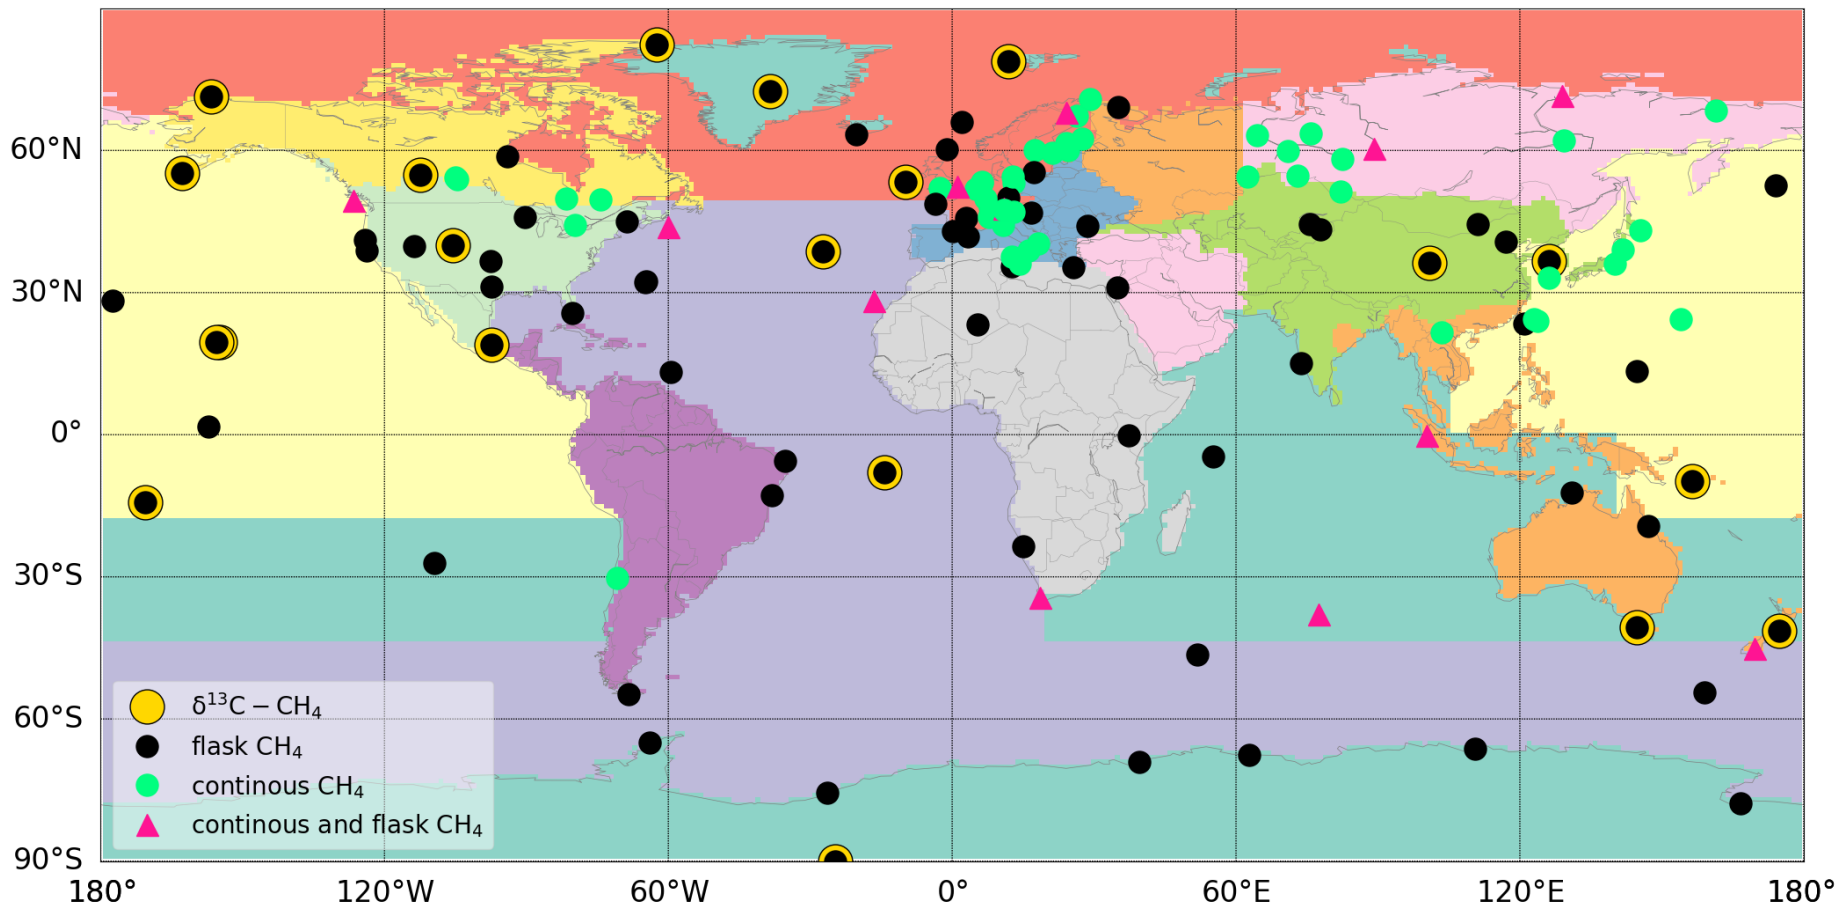 60°N
30°N
0°
30°S
60°S
90°S
δ¹³C − CH₄
flask CH₄
continous CH₄
continous and flask CH₄
180° 120°W 60°W 0° 60°E 120°E 180°